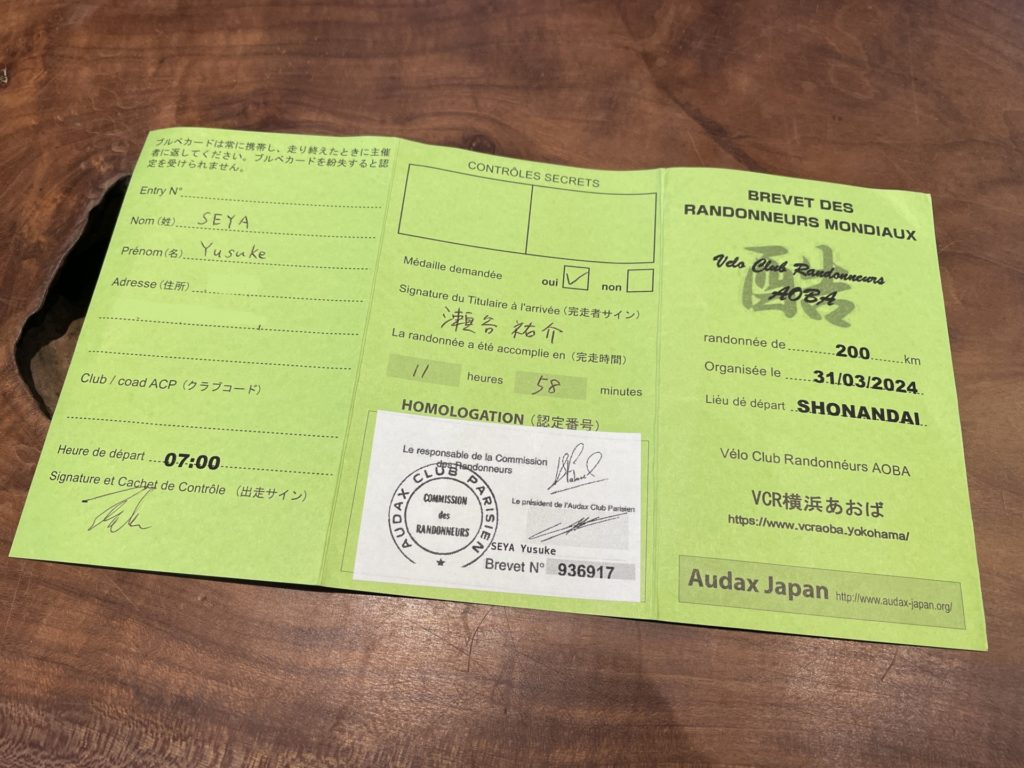 ブルベカードは常に携帯し、走り終えたときに主催
者に返してください。ブルベカードを紛失すると認
定を受けられません。
Entry N°
Nom（姓） SEYA
Prénom（名） Yusuke
Adresse（住所）
Club / coad ACP（クラブコード）
Heure de départ 07:00
Signature et Cachet de Contrôle （出走サイン）
CONTRÔLES SECRETS
Médaille demandée
oui ✓ non
Signature du Titulaire à l'arrivée（完走者サイン）
瀬谷 祐介
La randonnée a été accomplie en（完走時間）
11 heures 58 minutes
HOMOLOGATION（認定番号）
Le responsable de la Commission
des Randonneurs
Le président de l'Audax Club Parisien
AUDAX CLUB PARISIEN
COMMISSION
des
RANDONNEURS
SEYA Yusuke
Brevet N° 936917
BREVET DES
RANDONNEURS MONDIAUX
酷
Vélo Club Randonneurs
AOBA
randonnée de 200 km
Organisée le 31/03/2024
Liéu dé départ SHONANDAI
Vélo Club Randonnéurs AOBA
VCR横浜あおば
https://www.vcraoba.yokohama/
Audax Japan http://www.audax-japan.org/